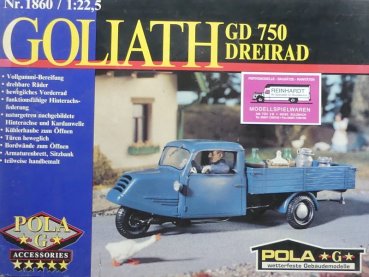 Nr. 1860 / 1:22,5
GOLIATH
GD 750
DREIRAD
• Vollgummi-Bereifung
• drehbare Räder
• bewegliches Vorderrad
• funktionsfähige Hinterachs-
federung
• naturgetreu nachgebildete
Hinterachse und Kardanwelle
• Kühlerhaube zum Öffnen
• Türen beweglich
• Bordwände zum Öffnen
• Armaturenbrett, Sitzbank
• teilweise handbemalt
REINHARDT
MODELLSPIELWAREN
POLA
G
ACCESSORIES
POLA G
wetterfeste Gebäudemodelle